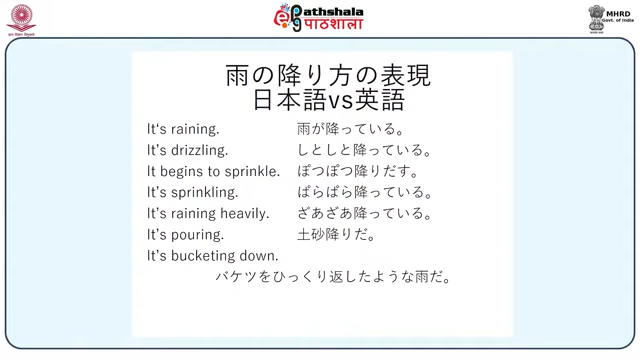 ePathshala
पाठशाला
MHRD
Govt. of India
雨の降り方の表現
日本語vs英語
It‘s raining. 雨が降っている。
It’s drizzling. しとしと降っている。
It begins to sprinkle. ぽつぽつ降りだす。
It’s sprinkling. ぱらぱら降っている。
It’s raining heavily. ざあざあ降っている。
It’s pouring. 土砂降りだ。
It’s bucketing down.
バケツをひっくり返したような雨だ。